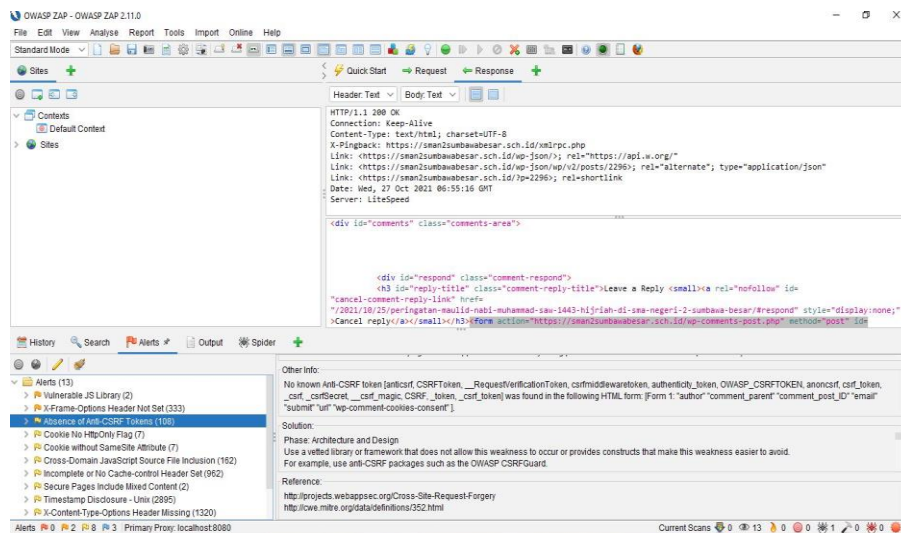 OWASP ZAP - OWASP ZAP 2.11.0
File Edit View Analyse Report Tools Import Online Help
Standard Mode
Sites
Quick Start Request Response
Header: Text Body: Text
Contexts
Default Context
Sites
HTTP/1.1 200 OK
Connection: Keep-Alive
Content-Type: text/html; charset=UTF-8
X-Pingback: https://sman2sumbawabesar.sch.id/xmlrpc.php
Link: <https://sman2sumbawabesar.sch.id/wp-json/>; rel="https://api.w.org/"
Link: <https://sman2sumbawabesar.sch.id/wp-json/wp/v2/posts/2296>; rel="alternate"; type="application/json"
Link: <https://sman2sumbawabesar.sch.id/?p=2296>; rel=shortlink
Date: Wed, 27 Oct 2021 06:55:16 GMT
Server: LiteSpeed
<div id="comments" class="comments-area">
<div id="respond" class="comment-respond">
<h3 id="reply-title" class="comment-reply-title">Leave a Reply <small><a rel="nofollow" id=
"cancel-comment-reply-link" href=
"/2021/10/25/peringatan-maulid-nabi-muhammad-saw-1443-hijriah-di-sma-negeri-2-sumbawa-besar/#respond" style="display:none;"
>Cancel reply</a></small></h3><form action="https://sman2sumbawabesar.sch.id/wp-comments-post.php" method="post" id=
History Search Alerts Output Spider
Alerts (13)
Vulnerable JS Library (2)
X-Frame-Options Header Not Set (333)
Absence of Anti-CSRF Tokens (108)
Cookie No HttpOnly Flag (7)
Cookie without SameSite Attribute (7)
Cross-Domain JavaScript Source File Inclusion (162)
Incomplete or No Cache-control Header Set (962)
Secure Pages Include Mixed Content (2)
Timestamp Disclosure - Unix (2895)
X-Content-Type-Options Header Missing (1320)
Other Info:
No known Anti-CSRF token [anticsrf, CSRFToken, __RequestVerificationToken, csrfmiddlewaretoken, authenticity_token, OWASP_CSRFTOKEN, anoncsrf, csrf_token,
_csrf, _csrfSecret, __csrf_magic, CSRF, _token, _csrf_token] was found in the following HTML form: [Form 1: "author" "comment_parent" "comment_post_ID" "email"
"submit" "url" "wp-comment-cookies-consent" ].
Solution:
Phase: Architecture and Design
Use a vetted library or framework that does not allow this weakness to occur or provides constructs that make this weakness easier to avoid.
For example, use anti-CSRF packages such as the OWASP CSRFGuard.
Reference:
http://projects.webappsec.org/Cross-Site-Request-Forgery
http://cwe.mitre.org/data/definitions/352.html
Alerts 0 2 8 3 Primary Proxy: localhost:8080
Current Scans 0 13 0 0 1 0 0